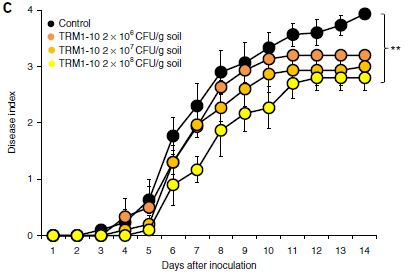 C
4
3
2
1
0
Disease index
Control
TRM1-10 2 × 10⁶ CFU/g soil
TRM1-10 2 × 10⁷ CFU/g soil
TRM1-10 2 × 10⁸ CFU/g soil
**
1 2 3 4 5 6 7 8 9 10 11 12 13 14
Days after inoculation